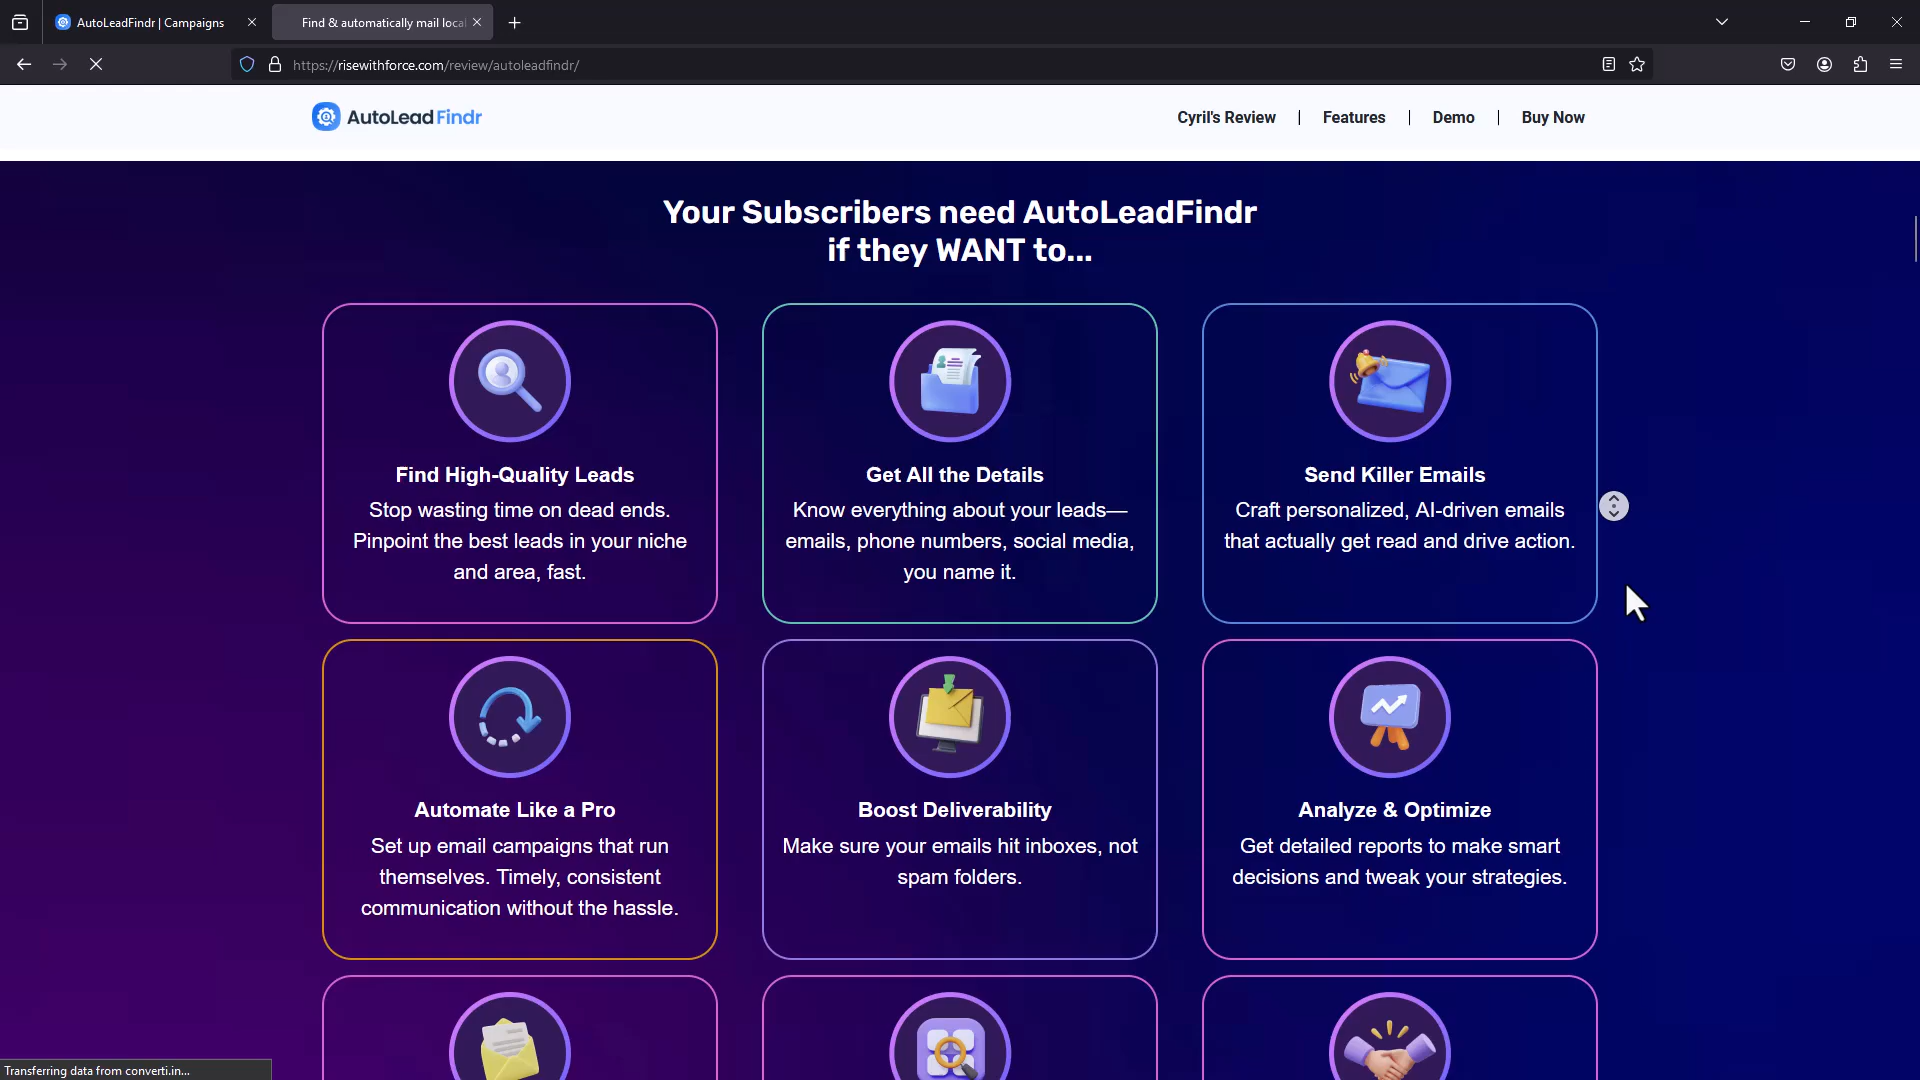 AutoLeadFindr | Campaigns
Find & automatically mail loca
https://risewithforce.com/review/autoleadfindr/
AutoLeadFindr
Cyril's Review | Features | Demo | Buy Now
Your Subscribers need AutoLeadFindr
if they WANT to...
Find High-Quality Leads
Stop wasting time on dead ends.
Pinpoint the best leads in your niche
and area, fast.
Get All the Details
Know everything about your leads—
emails, phone numbers, social media,
you name it.
Send Killer Emails
Craft personalized, AI-driven emails
that actually get read and drive action.
Automate Like a Pro
Set up email campaigns that run
themselves. Timely, consistent
communication without the hassle.
Boost Deliverability
Make sure your emails hit inboxes, not
spam folders.
Analyze & Optimize
Get detailed reports to make smart
decisions and tweak your strategies.
Transferring data from converti.in...